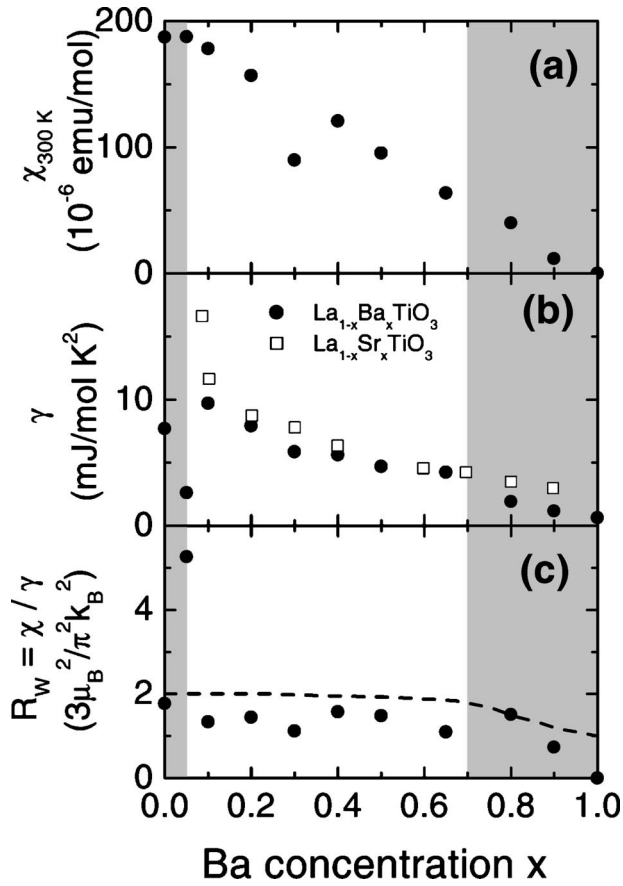 200
100
0
χ300 K
(10-6 emu/mol)
(a)
10
0
γ
(mJ/mol K2)
La1-xBaxTiO3
La1-xSrxTiO3
(b)
4
2
0
RW = χ / γ
(3μB2/π2kB2)
(c)
0.0 0.2 0.4 0.6 0.8 1.0
Ba concentration x